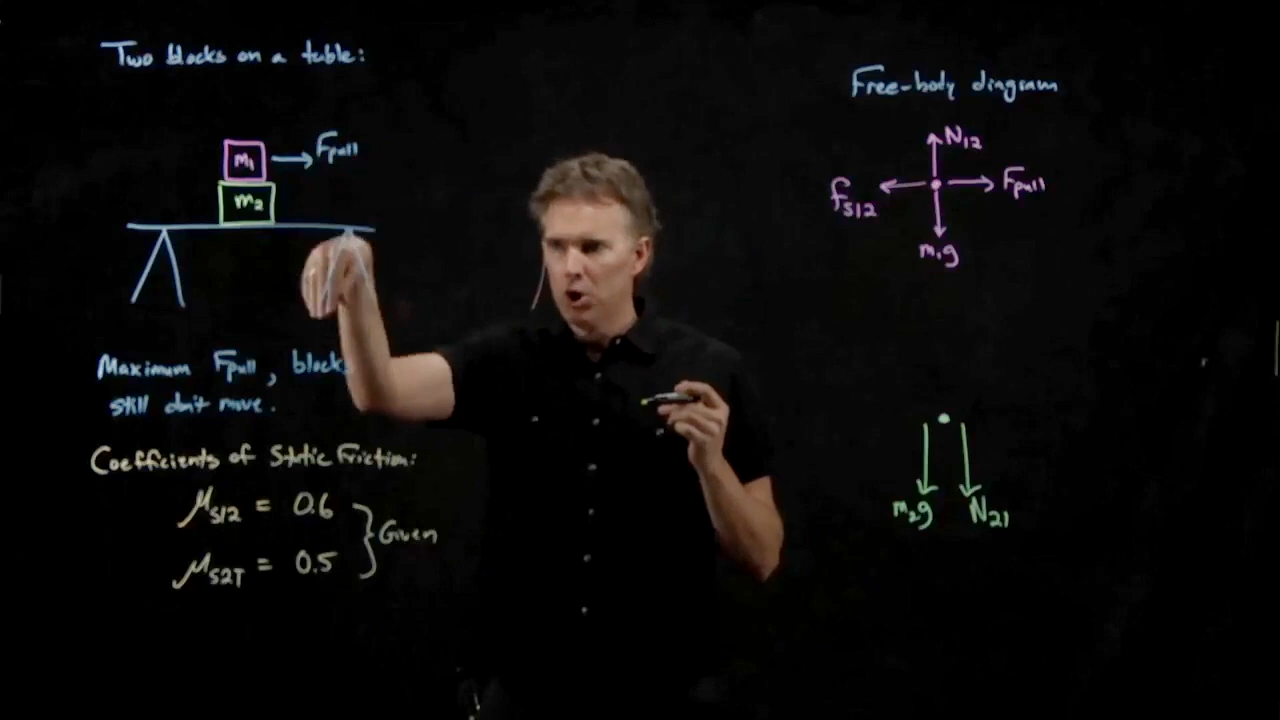 Two blocks on a table:
m₁ Fpull
m₂
Maximum Fpull, block
still don't move.
Coefficients of Static Friction:
μs12 = 0.6
μs2T = 0.5
Given
Free-body diagram
N12
fs12 Fpull
m₁g
m₂g N21